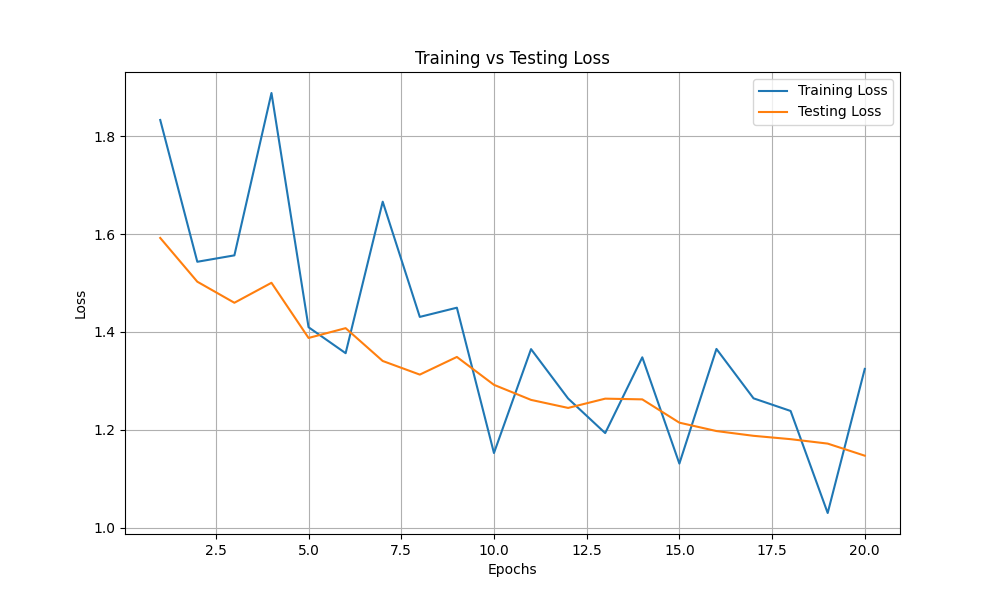 Training vs Testing Loss
Training Loss
Testing Loss
1.8
1.6
1.4
1.2
1.0
Loss
2.5 5.0 7.5 10.0 12.5 15.0 17.5 20.0
Epochs